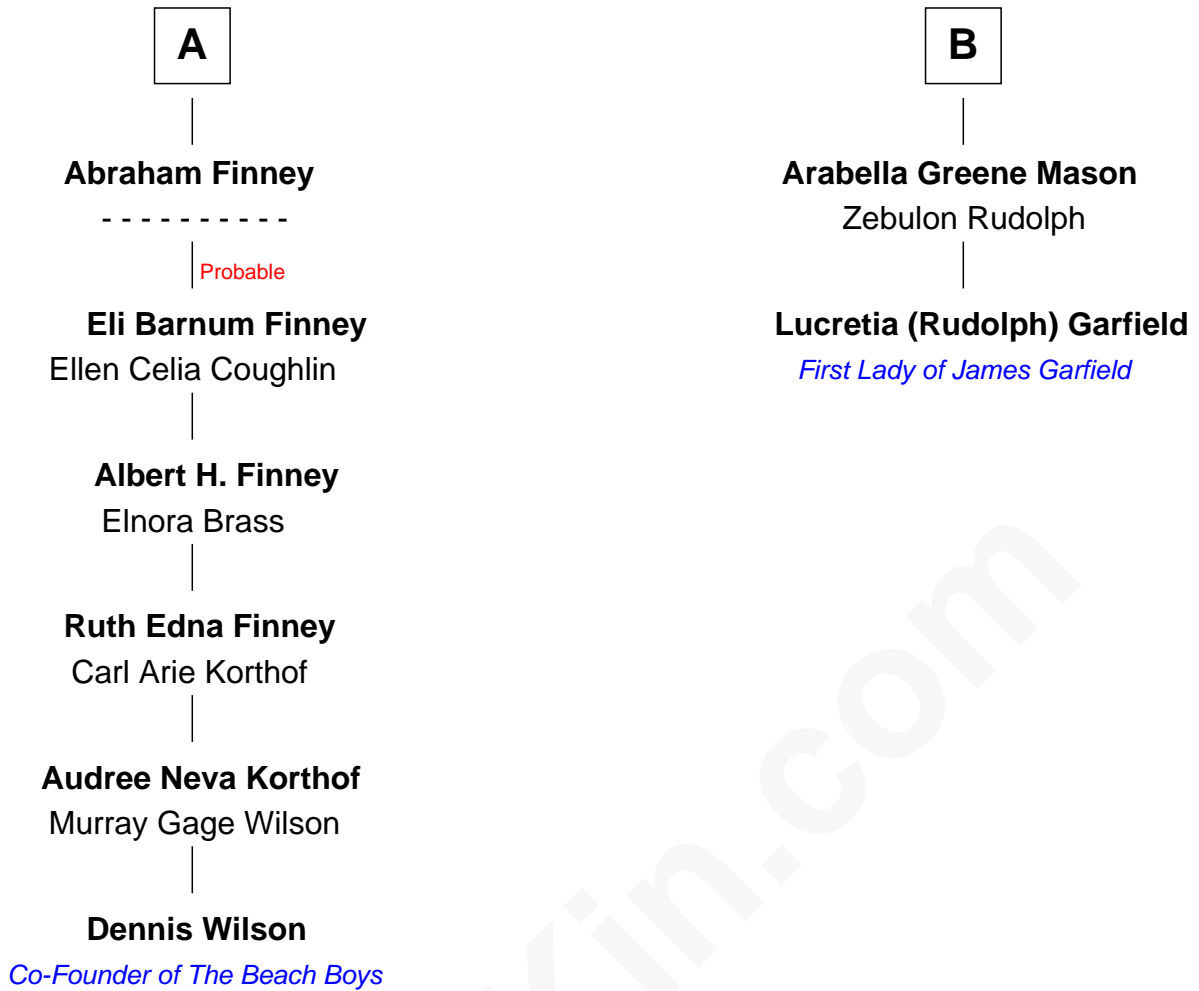 A
Abraham Finney
- - - - - - - - - -
Probable
Eli Barnum Finney
Ellen Celia Coughlin
Albert H. Finney
Elnora Brass
Ruth Edna Finney
Carl Arie Korthof
Audree Neva Korthof
Murray Gage Wilson
Dennis Wilson
Co-Founder of The Beach Boys
B
Arabella Greene Mason
Zebulon Rudolph
Lucretia (Rudolph) Garfield
First Lady of James Garfield
Kin.com